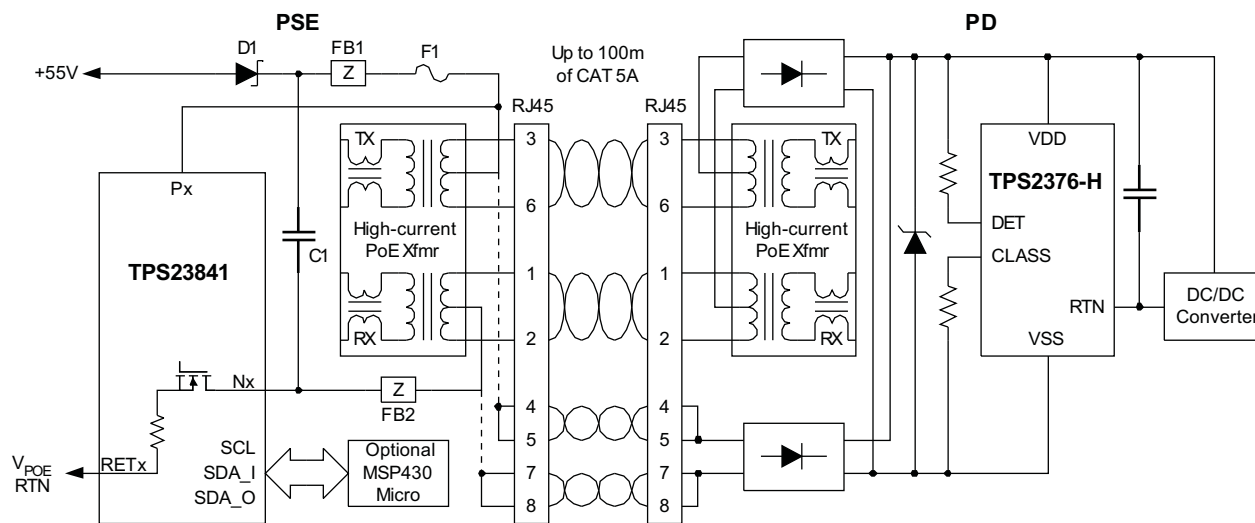 PSE
PD
D1
FB1
F1
+55V
Z
Up to 100m
of CAT 5A
RJ45
RJ45
TX
3
3
TX
VDD
Px
TPS2376-H
6
6
High-current
PoE Xfmr
High-current
PoE Xfmr
DET
C1
TPS23841
CLASS
1
1
RTN
DC/DC
Converter
RX
2
2
RX
VSS
Nx
Z
FB2
4
4
5
5
SCL
Optional
MSP430
Micro
VPOE
RTN
RETx
SDA_I
SDA_O
7
7
8
8